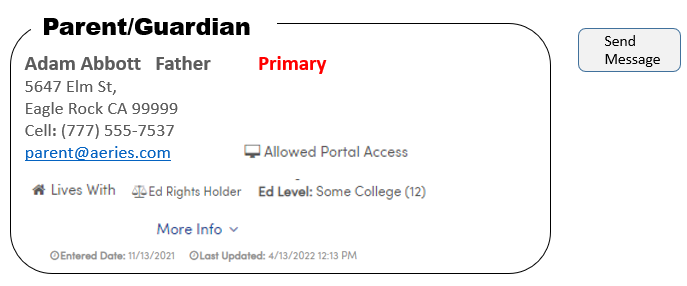 Parent/Guardian
Send
Message
Adam Abbott Father Primary
5647 Elm St,
Eagle Rock CA 99999
Cell: (777) 555-7537
parent@aeries.com
Allowed Portal Access
Lives With Ed Rights Holder Ed Level: Some College (12)
More Info
Entered Date: 11/13/2021 Last Updated: 4/13/2022 12:13 PM